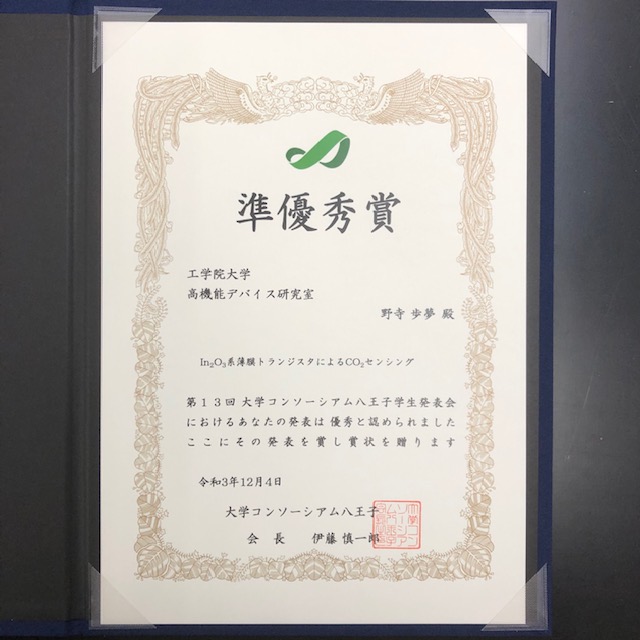 準優秀賞
工学院大学
高機能デバイス研究室
野寺 歩夢 殿
In₂O₃系薄膜トランジスタによるCO₂センシング
第１３回 大学コンソーシアム八王子学生発表会
におけるあなたの発表は優秀と認められました
ここにその発表を賞し賞状を贈ります
令和3年12月4日
大学コンソーシアム八王子
会 長 伊藤 慎一郎